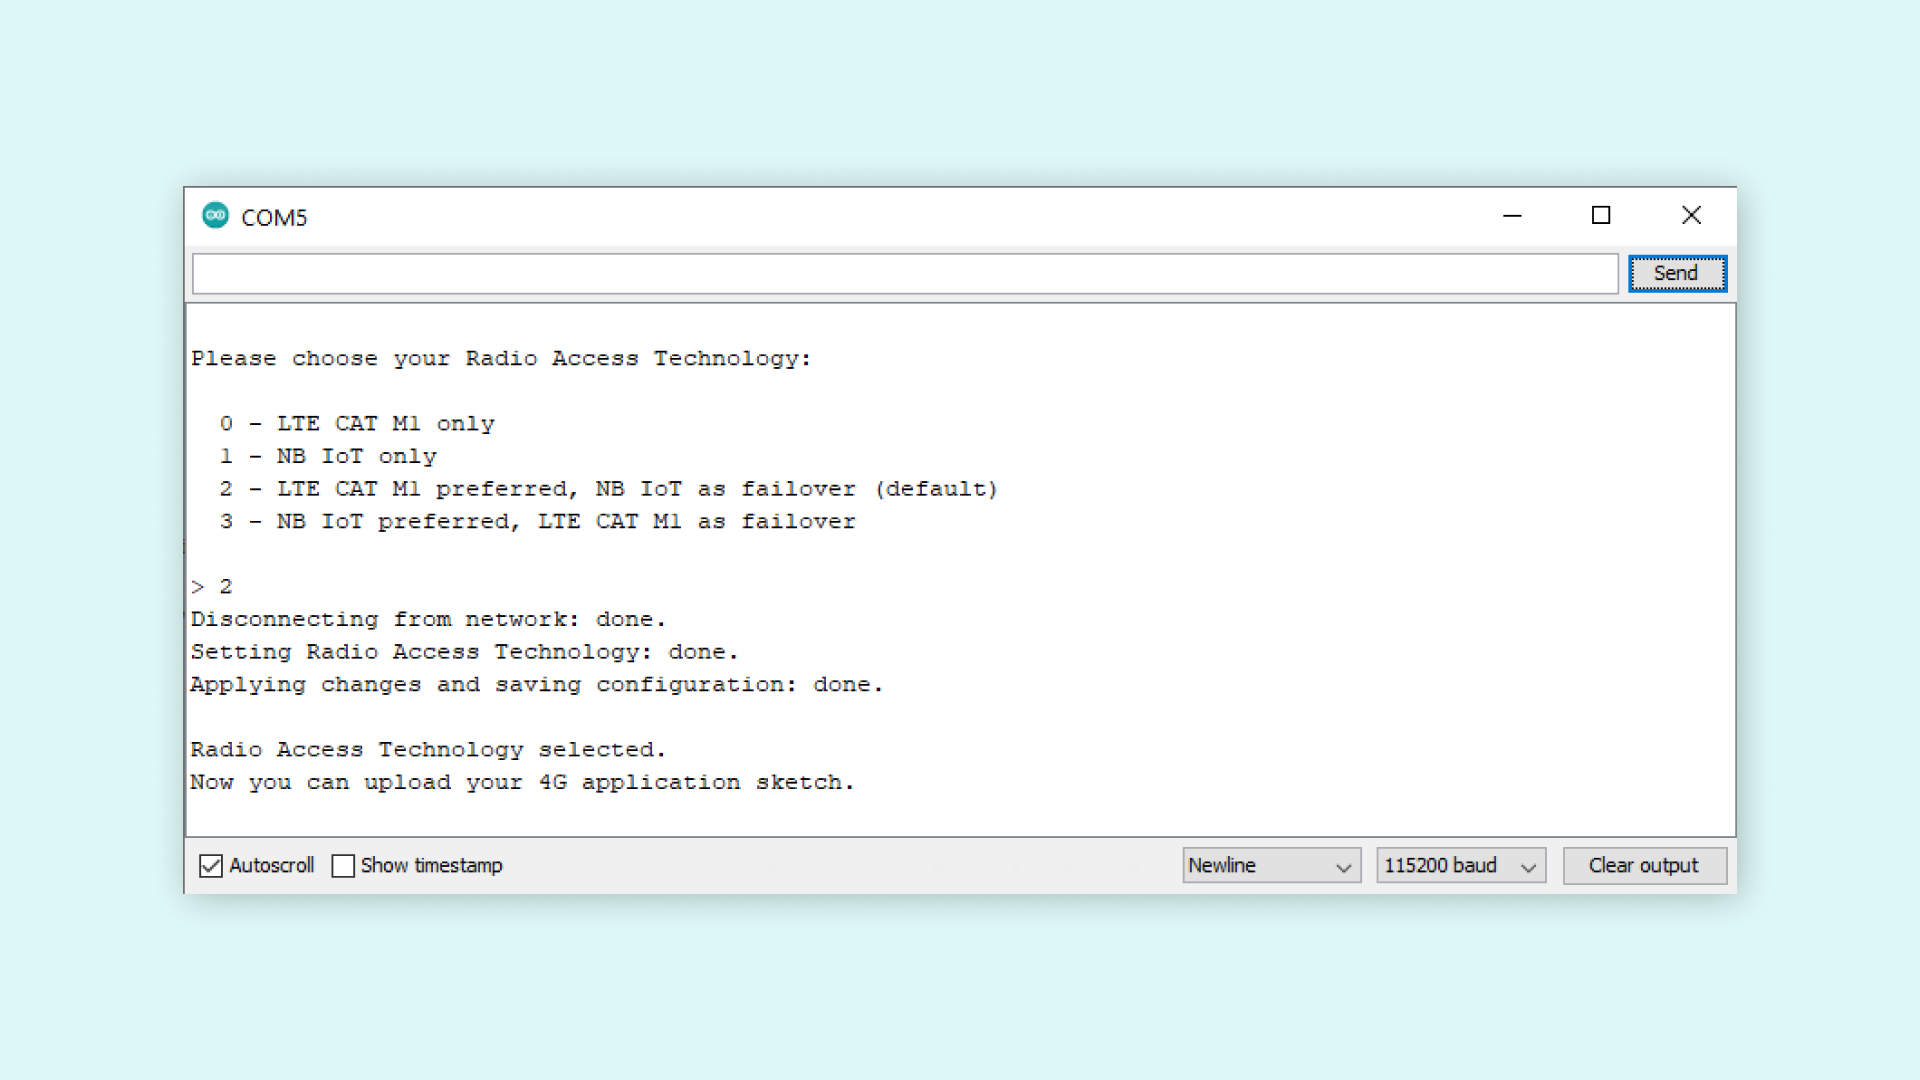 COM5
Send
Please choose your Radio Access Technology:
0 - LTE CAT M1 only
1 - NB IoT only
2 - LTE CAT M1 preferred, NB IoT as failover (default)
3 - NB IoT preferred, LTE CAT M1 as failover
> 2
Disconnecting from network: done.
Setting Radio Access Technology: done.
Applying changes and saving configuration: done.
Radio Access Technology selected.
Now you can upload your 4G application sketch.
Autoscroll Show timestamp Newline 115200 baud Clear output